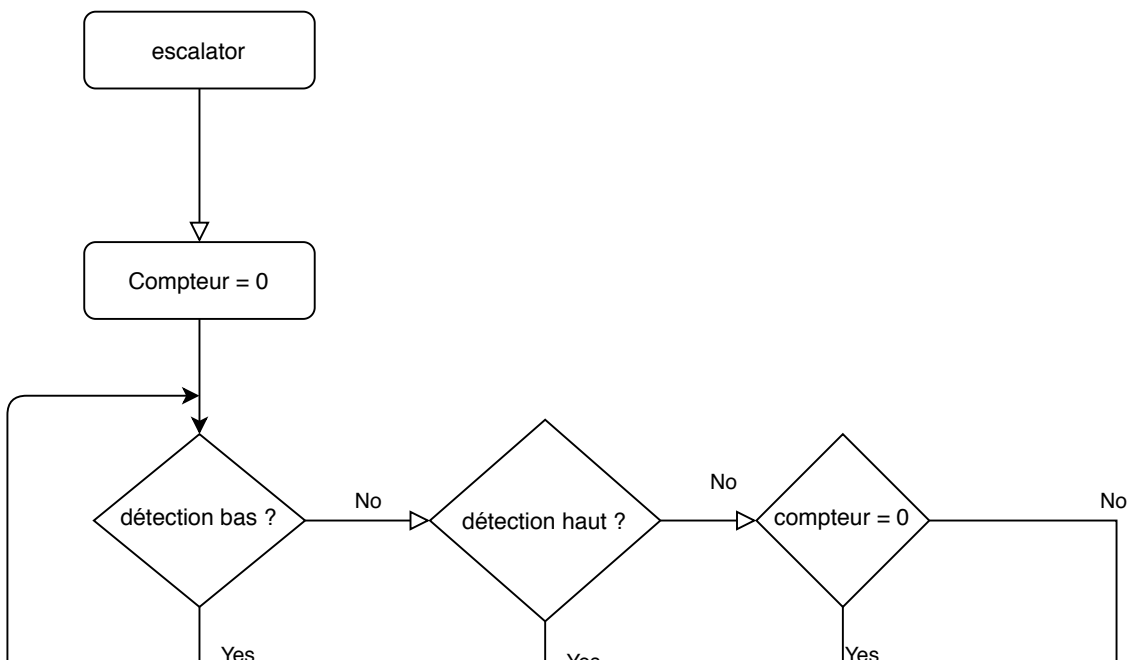 escalator
Compteur = 0
détection bas ?
No
détection haut ?
No
compteur = 0
No
Yes
Yes
Yes